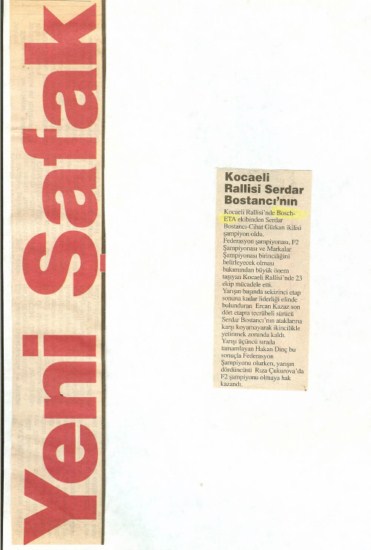 Yeni Şafak
Kocaeli
Rallisi Serdar
Bostancı'nın
Kocaeli Rallisi'nde Bosch-
ETA ekibinden Serdar
Bostancı-Cihat Gürkan ikilisi
şampiyon oldu.
Federasyon şampiyonası, F2
Şampiyonası ve Markalar
Şampiyonası birinciliğini
belirleyecek olması
bakımından büyük önem
taşıyan Kocaeli Rallisi'nde 23
ekip mücadele etti.
Yarışın başında sekizinci etap
sonuna kadar liderliği elinde
bulunduran Ercan Kazaz son
dört etapta tecrübeli sürücü
Serdar Bostancı'nın ataklarına
karşı koyamayarak ikincilikle
yetinmek zorunda kaldı.
Yarışı üçüncü sırada
tamamlayan Hakan Dinç bu
sonuçla Federasyon
Şampiyonu olurken, yarışın
dördüncüsü Rıza Çukurova'da
F2 şampiyonu olmaya hak
kazandı.